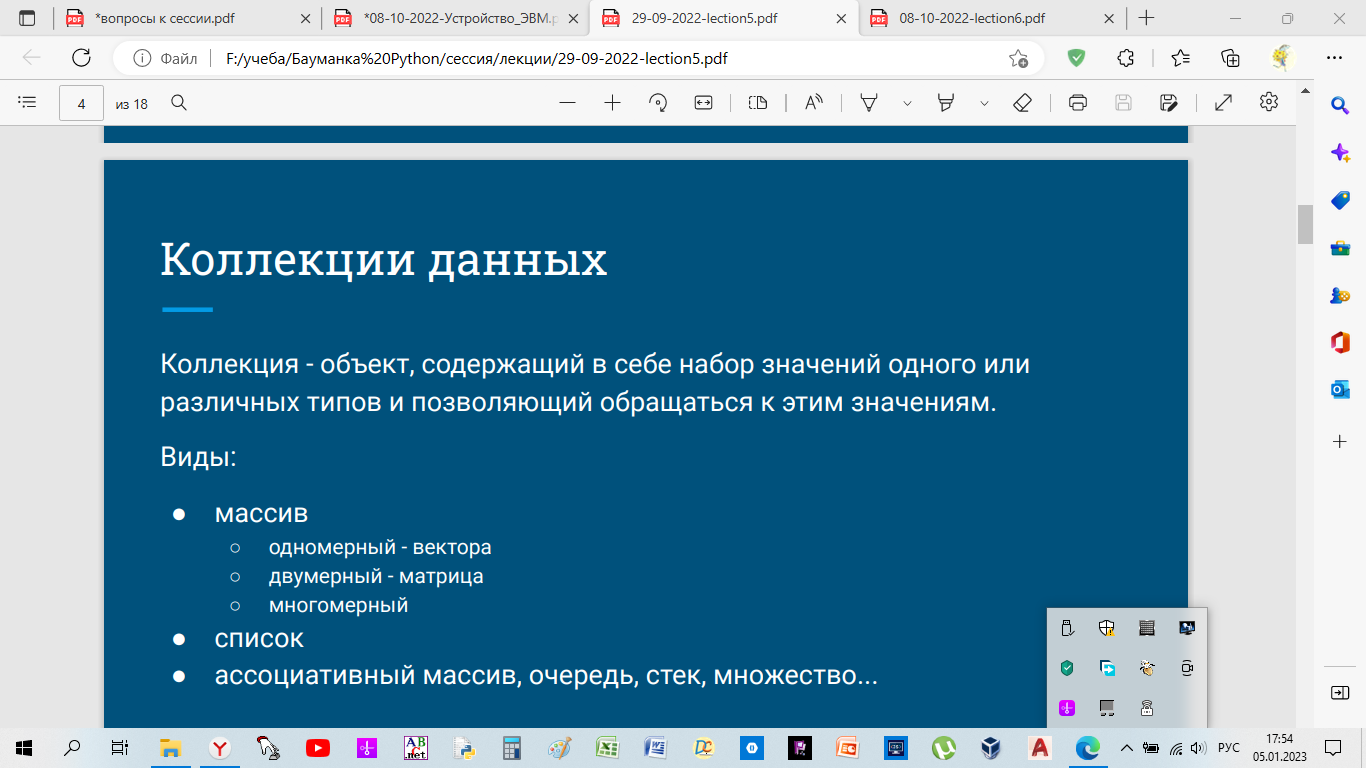 *вопросы к сессии.pdf
*08-10-2022-Устройство_ЭВМ.p
29-09-2022-lection5.pdf
08-10-2022-lection6.pdf
Файл
F:/учеба/Бауманка%20Python/сессия/лекции/29-09-2022-lection5.pdf
4
из 18
Коллекции данных
Коллекция - объект, содержащий в себе набор значений одного или
различных типов и позволяющий обращаться к этим значениям.
Виды:
массив
одномерный - вектора
двумерный - матрица
многомерный
список
ассоциативный массив, очередь, стек, множество...
РУС
17:54
05.01.2023